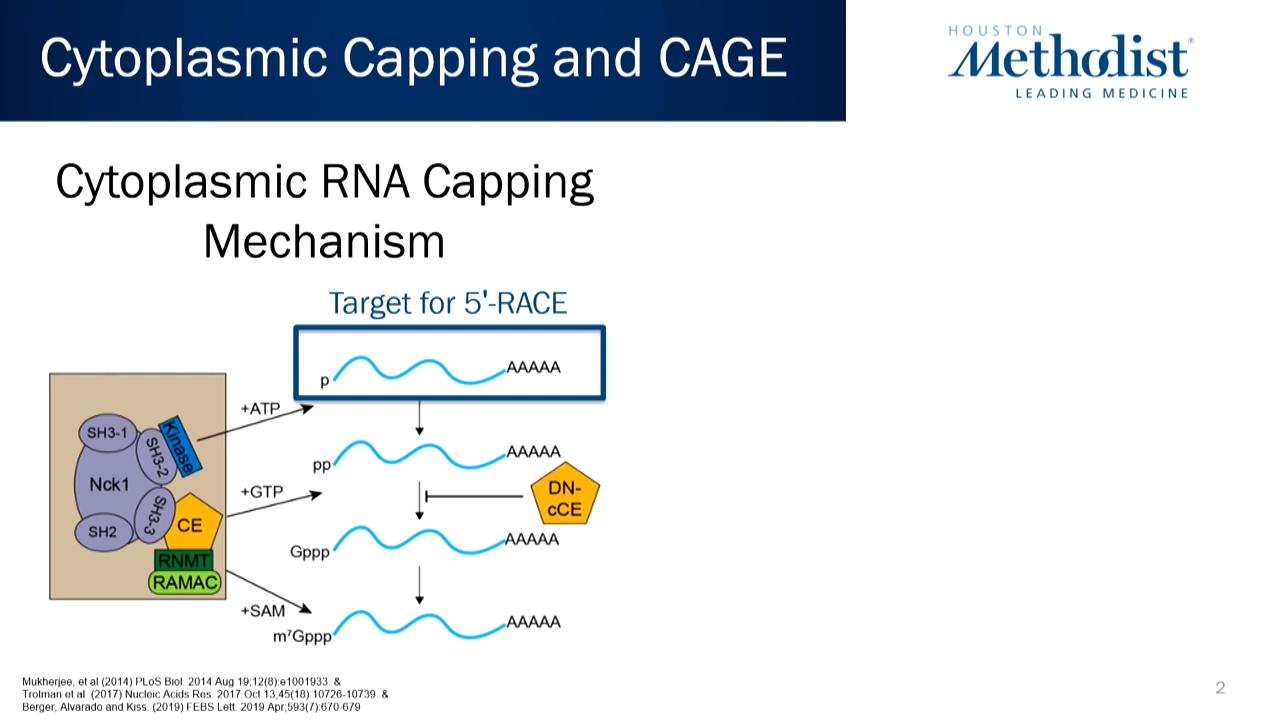 Cytoplasmic Capping and CAGE
HOUSTON
Methodist®
LEADING MEDICINE
Cytoplasmic RNA Capping
Mechanism
Target for 5'-RACE
p
AAAAA
+ATP
SH3-1
Kinase
SH3-2
pp
AAAAA
Nck1
+GTP
DN-
cCE
SH3-3
CE
SH2
Gppp
AAAAA
RNMT
RAMAC
+SAM
m⁷Gppp
AAAAA
Mukherjee, et al (2014) PLoS Biol. 2014 Aug 19;12(8):e1001933. &
Trotman et al. (2017) Nucleic Acids Res. 2017 Oct 13;45(18) 10726-10739 &
Berger, Alvarado and Kiss. (2019) FEBS Lett. 2019 Apr;593(7):670-679
2